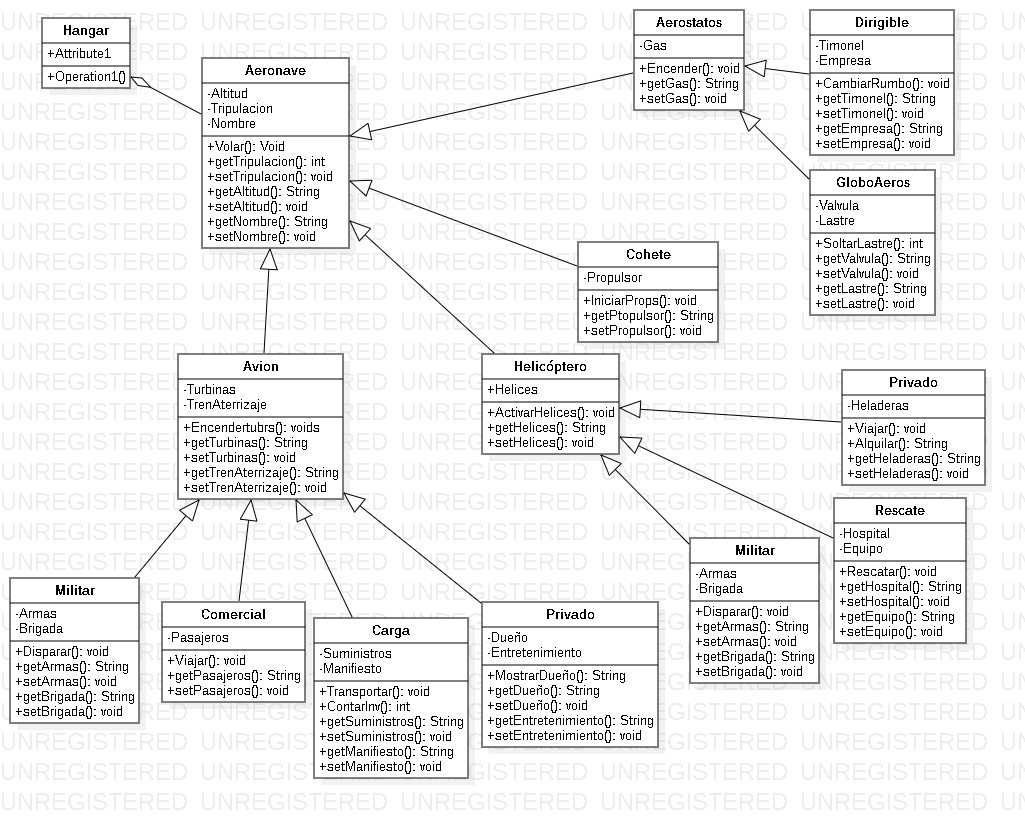 Hangar
+Attribute1
+Operation1()
Aeronave
-Altitud
-Tripulacion
-Nombre
+Volar(): Void
+getTripulacion(): int
+setTripulacion(): void
+getAltitud(): String
+setAltitud(): void
+getNombre(): String
+setNombre(): void
Aerostatos
-Gas
+Encender(): void
+getGas(): String
+setGas(): void
Dirigible
-Timonel
-Empresa
+CambiarRumbo(): void
+getTimonel(): String
+setTimonel(): void
+getEmpresa(): String
+setEmpresa(): void
GloboAeros
-Valvula
-Lastre
+SoltarLastre(): int
+getValvula(): String
+setValvula(): void
+getLastre(): String
+setLastre(): void
Cohete
-Propulsor
+IniciarProps(): void
+getPtopulsor(): String
+setPropulsor(): void
Avion
-Turbinas
-TrenAterrizaje
+Encendertubrs(): voids
+getTurbinas(): String
+setTurbinas(): void
+getTrenAterrizaje(): String
+setTrenAterrizaje(): void
Helicóptero
+Helices
+ActivarHelices(): void
+getHelices(): String
+setHelices(): void
Privado
-Heladeras
+Viajar(): void
+Alquilar(): String
+getHeladeras(): String
+setHeladeras(): void
Rescate
-Hospital
-Equipo
+Rescatar(): void
+getHospital(): String
+setHospital(): void
+getEquipo(): String
+setEquipo(): void
Militar
-Armas
-Brigada
+Disparar(): void
+getArmas(): String
+setArmas(): void
+getBrigada(): String
+setBrigada(): void
Militar
-Armas
-Brigada
+Disparar(): void
+getArmas(): String
+setArmas(): void
+getBrigada(): String
+setBrigada(): void
Comercial
-Pasajeros
+Viajar(): void
+getPasajeros(): String
+setPasajeros(): void
Carga
-Suministros
-Manifiesto
+Transportar(): void
+ContarInv(): int
+getSuministros(): String
+setSuministros(): void
+getManifiesto(): String
+setManifiesto(): void
Privado
-Dueño
-Entretenimiento
+MostrarDueño(): String
+getDueño(): String
+setDueño(): void
+getEntretenimiento(): String
+setEntretenimiento(): void
UNREGISTERED